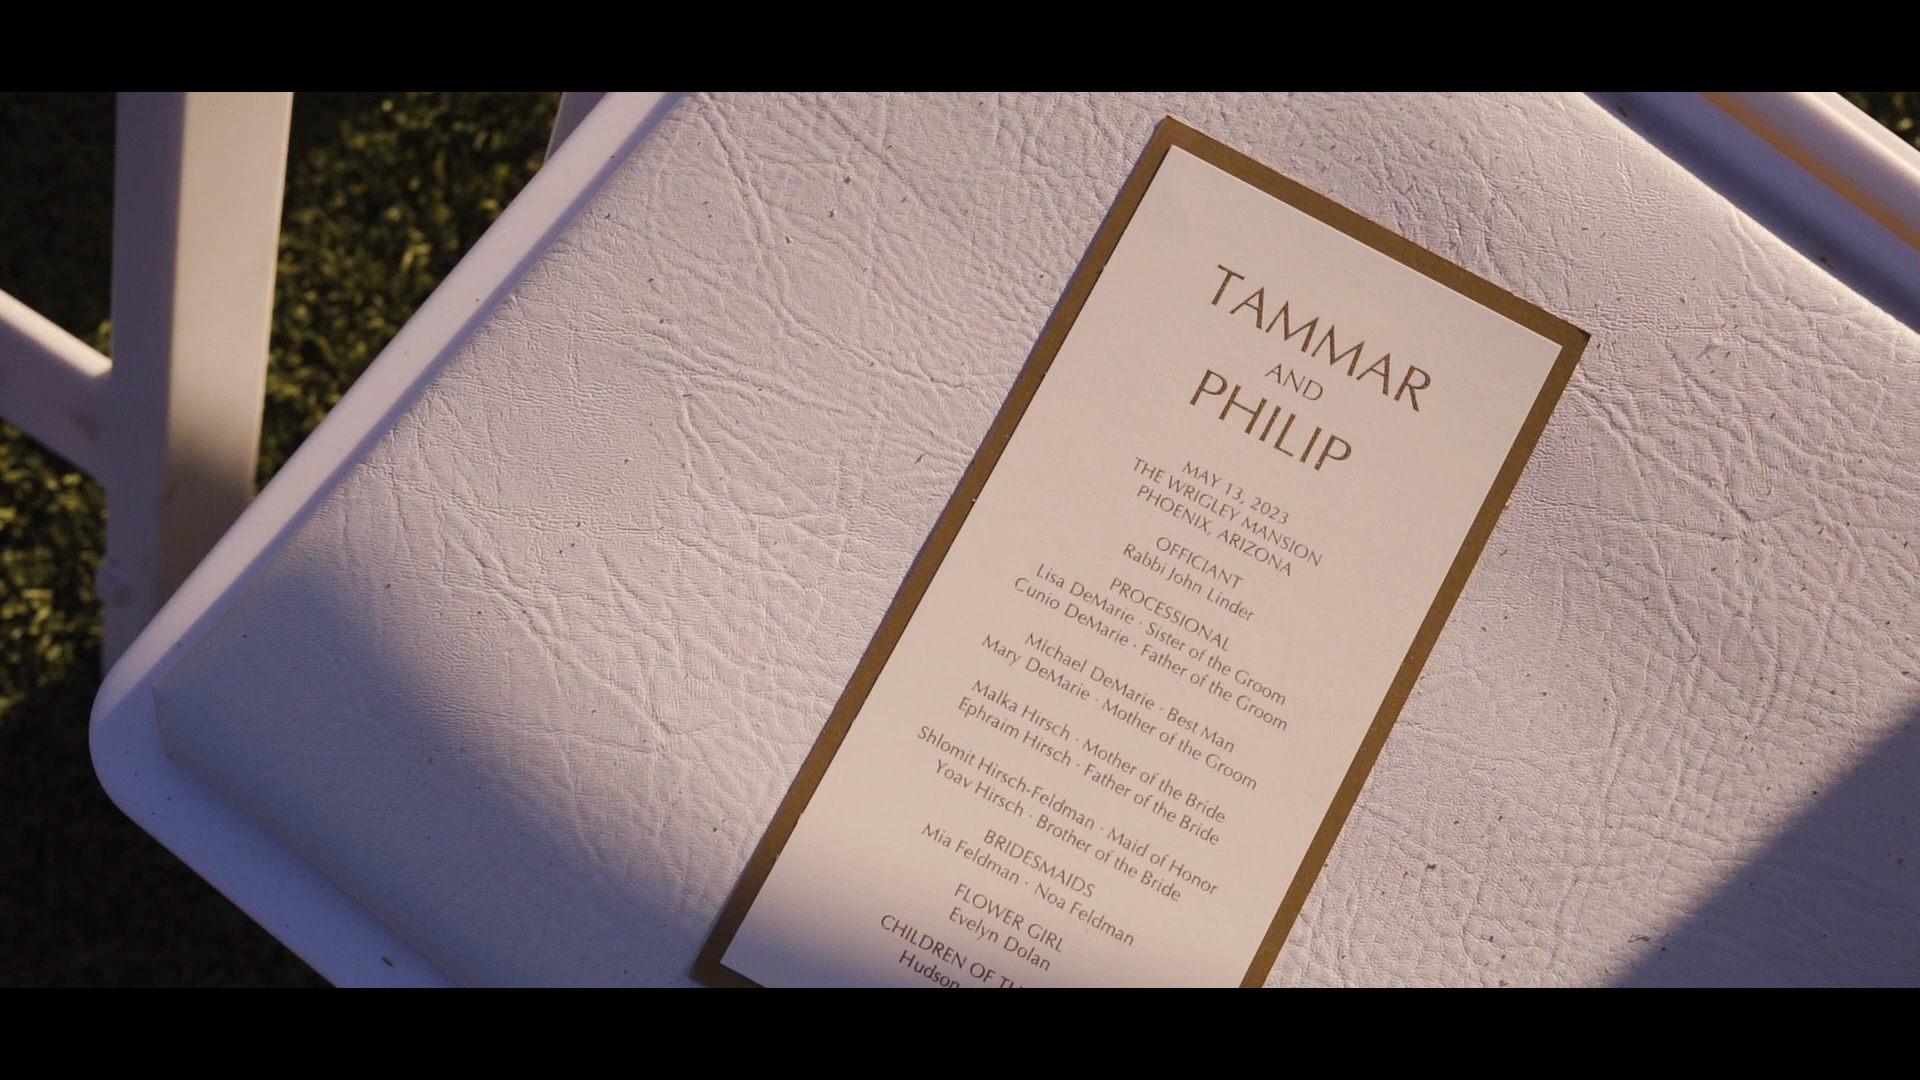 TAMMAR
AND
PHILIP
MAY 13, 2023
THE WRIGLEY MANSION
PHOENIX, ARIZONA
OFFICIANT
Rabbi John Linder
PROCESSIONAL
Lisa DeMarie · Sister of the Groom
Cunio DeMarie · Father of the Groom
Michael DeMarie · Best Man
Mary DeMarie · Mother of the Groom
Malka Hirsch · Mother of the Bride
Ephraim Hirsch · Father of the Bride
Shlomit Hirsch-Feldman · Maid of Honor
Yoav Hirsch · Brother of the Bride
BRIDESMAIDS
Mia Feldman · Noa Feldman
FLOWER GIRL
Evelyn Dolan
CHILDREN OF
Hudson